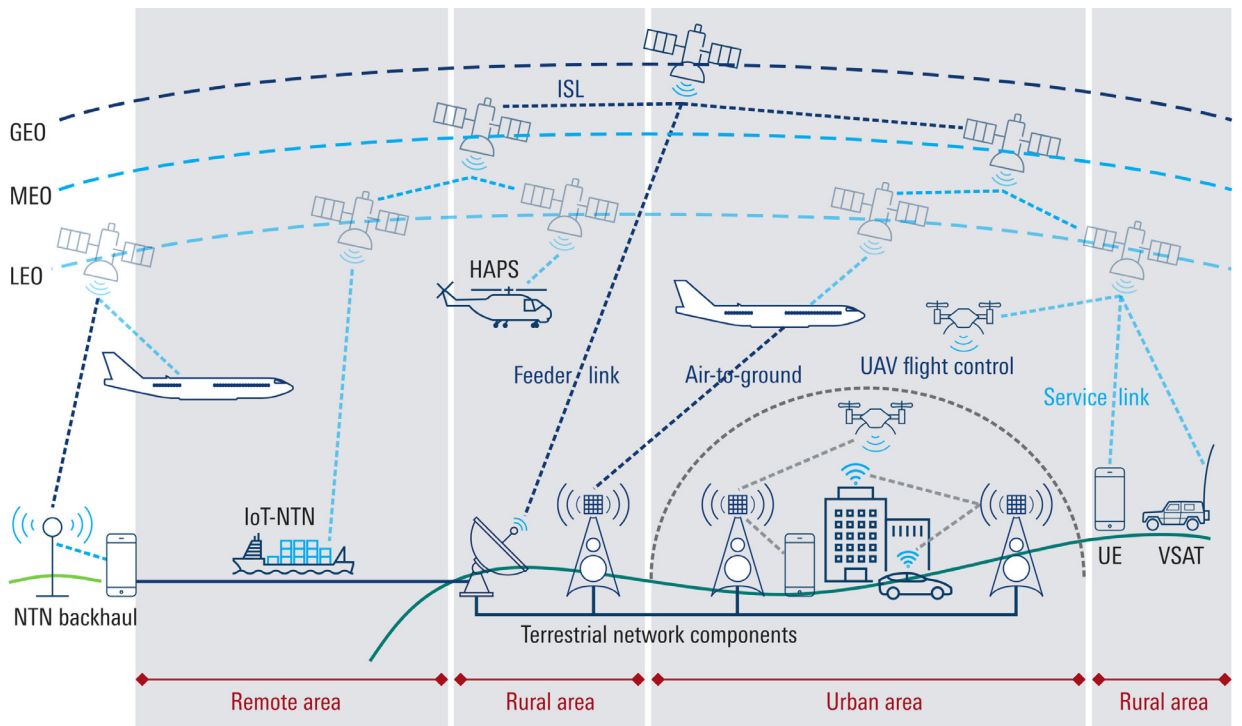 GEO
ISL
MEO
LEO
HAPS
Feeder link
Air-to-ground
UAV flight control
Service link
IoT-NTN
NTN backhaul
UE
VSAT
Terrestrial network components
Remote area
Rural area
Urban area
Rural area